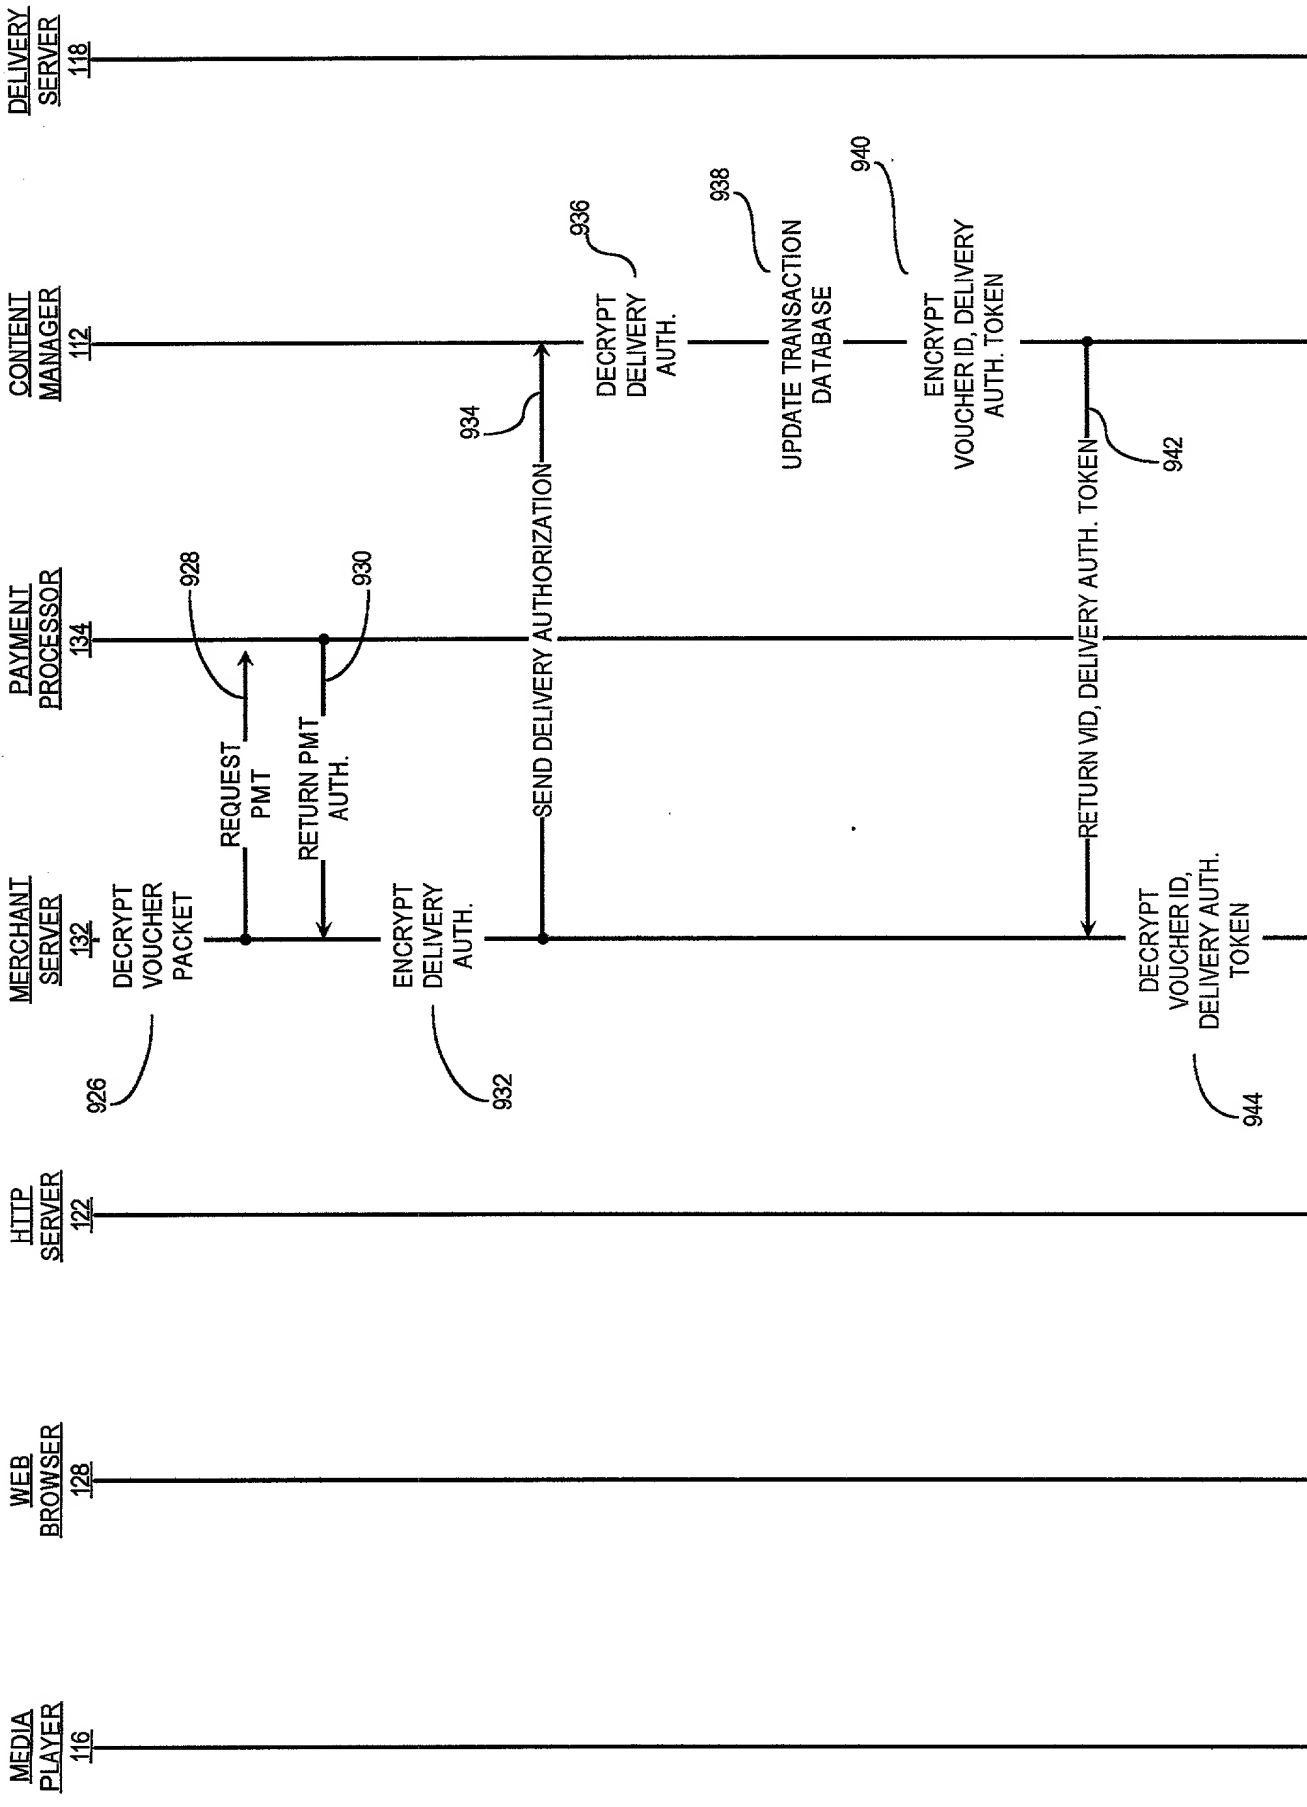 MEDIA
PLAYER
116
WEB
BROWSER
128
HTTP
SERVER
122
MERCHANT
SERVER
132
PAYMENT
PROCESSOR
134
CONTENT
MANAGER
112
DELIVERY
SERVER
118
926
DECRYPT
VOUCHER
PACKET
REQUEST
PMT
928
RETURN PMT
AUTH.
930
932
ENCRYPT
DELIVERY
AUTH.
SEND DELIVERY AUTHORIZATION
934
DECRYPT
DELIVERY
AUTH.
936
UPDATE TRANSACTION
DATABASE
938
ENCRYPT
VOUCHER ID, DELIVERY
AUTH. TOKEN
940
RETURN VID, DELIVERY AUTH. TOKEN
942
944
DECRYPT
VOUCHER ID,
DELIVERY AUTH.
TOKEN